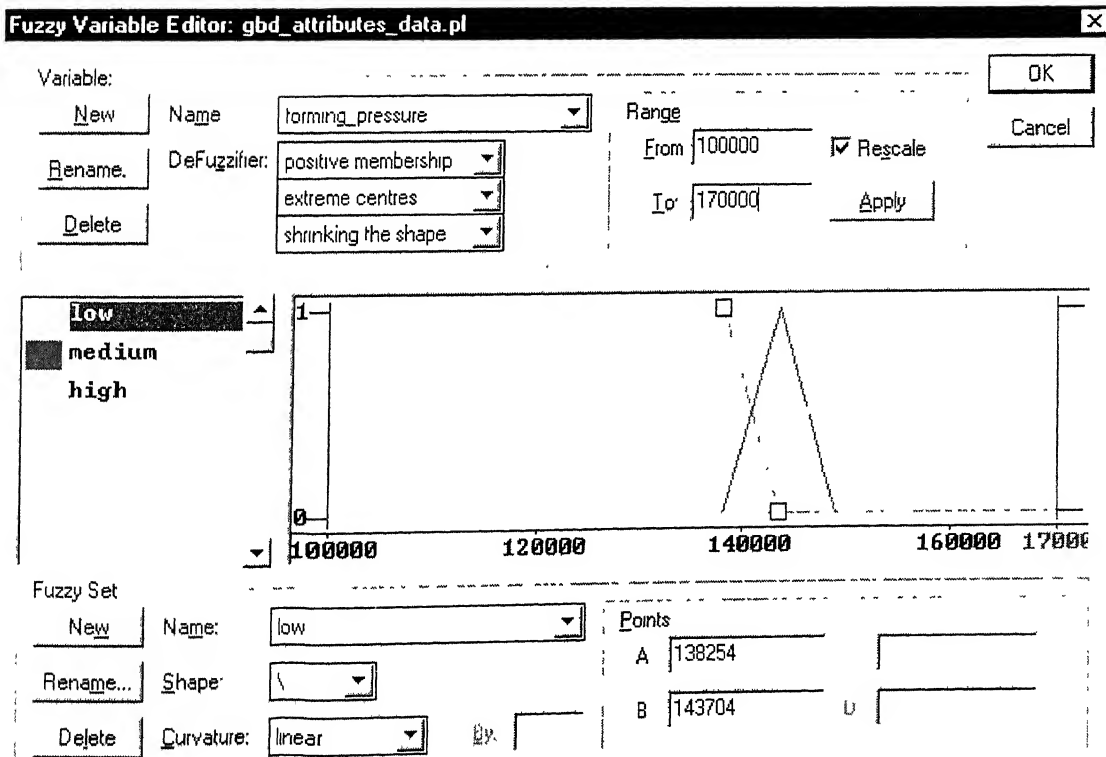 Fuzzy Variable Editor: gbd_attributes_data.pl
Variable:
New
Name
forming_pressure
Rename.
DeFuzzifier:
positive membership
extreme centres
shrinking the shape
Delete
Range
From 100000
Rescale
To: 170000
Apply
OK
Cancel
low
medium
high
1
0
100000 120000 140000 160000 17000
Fuzzy Set
New
Name:
low
Rename...
Shape:
\
Delete
Curvature:
linear
By.
Points
A 138254
B 143704
D